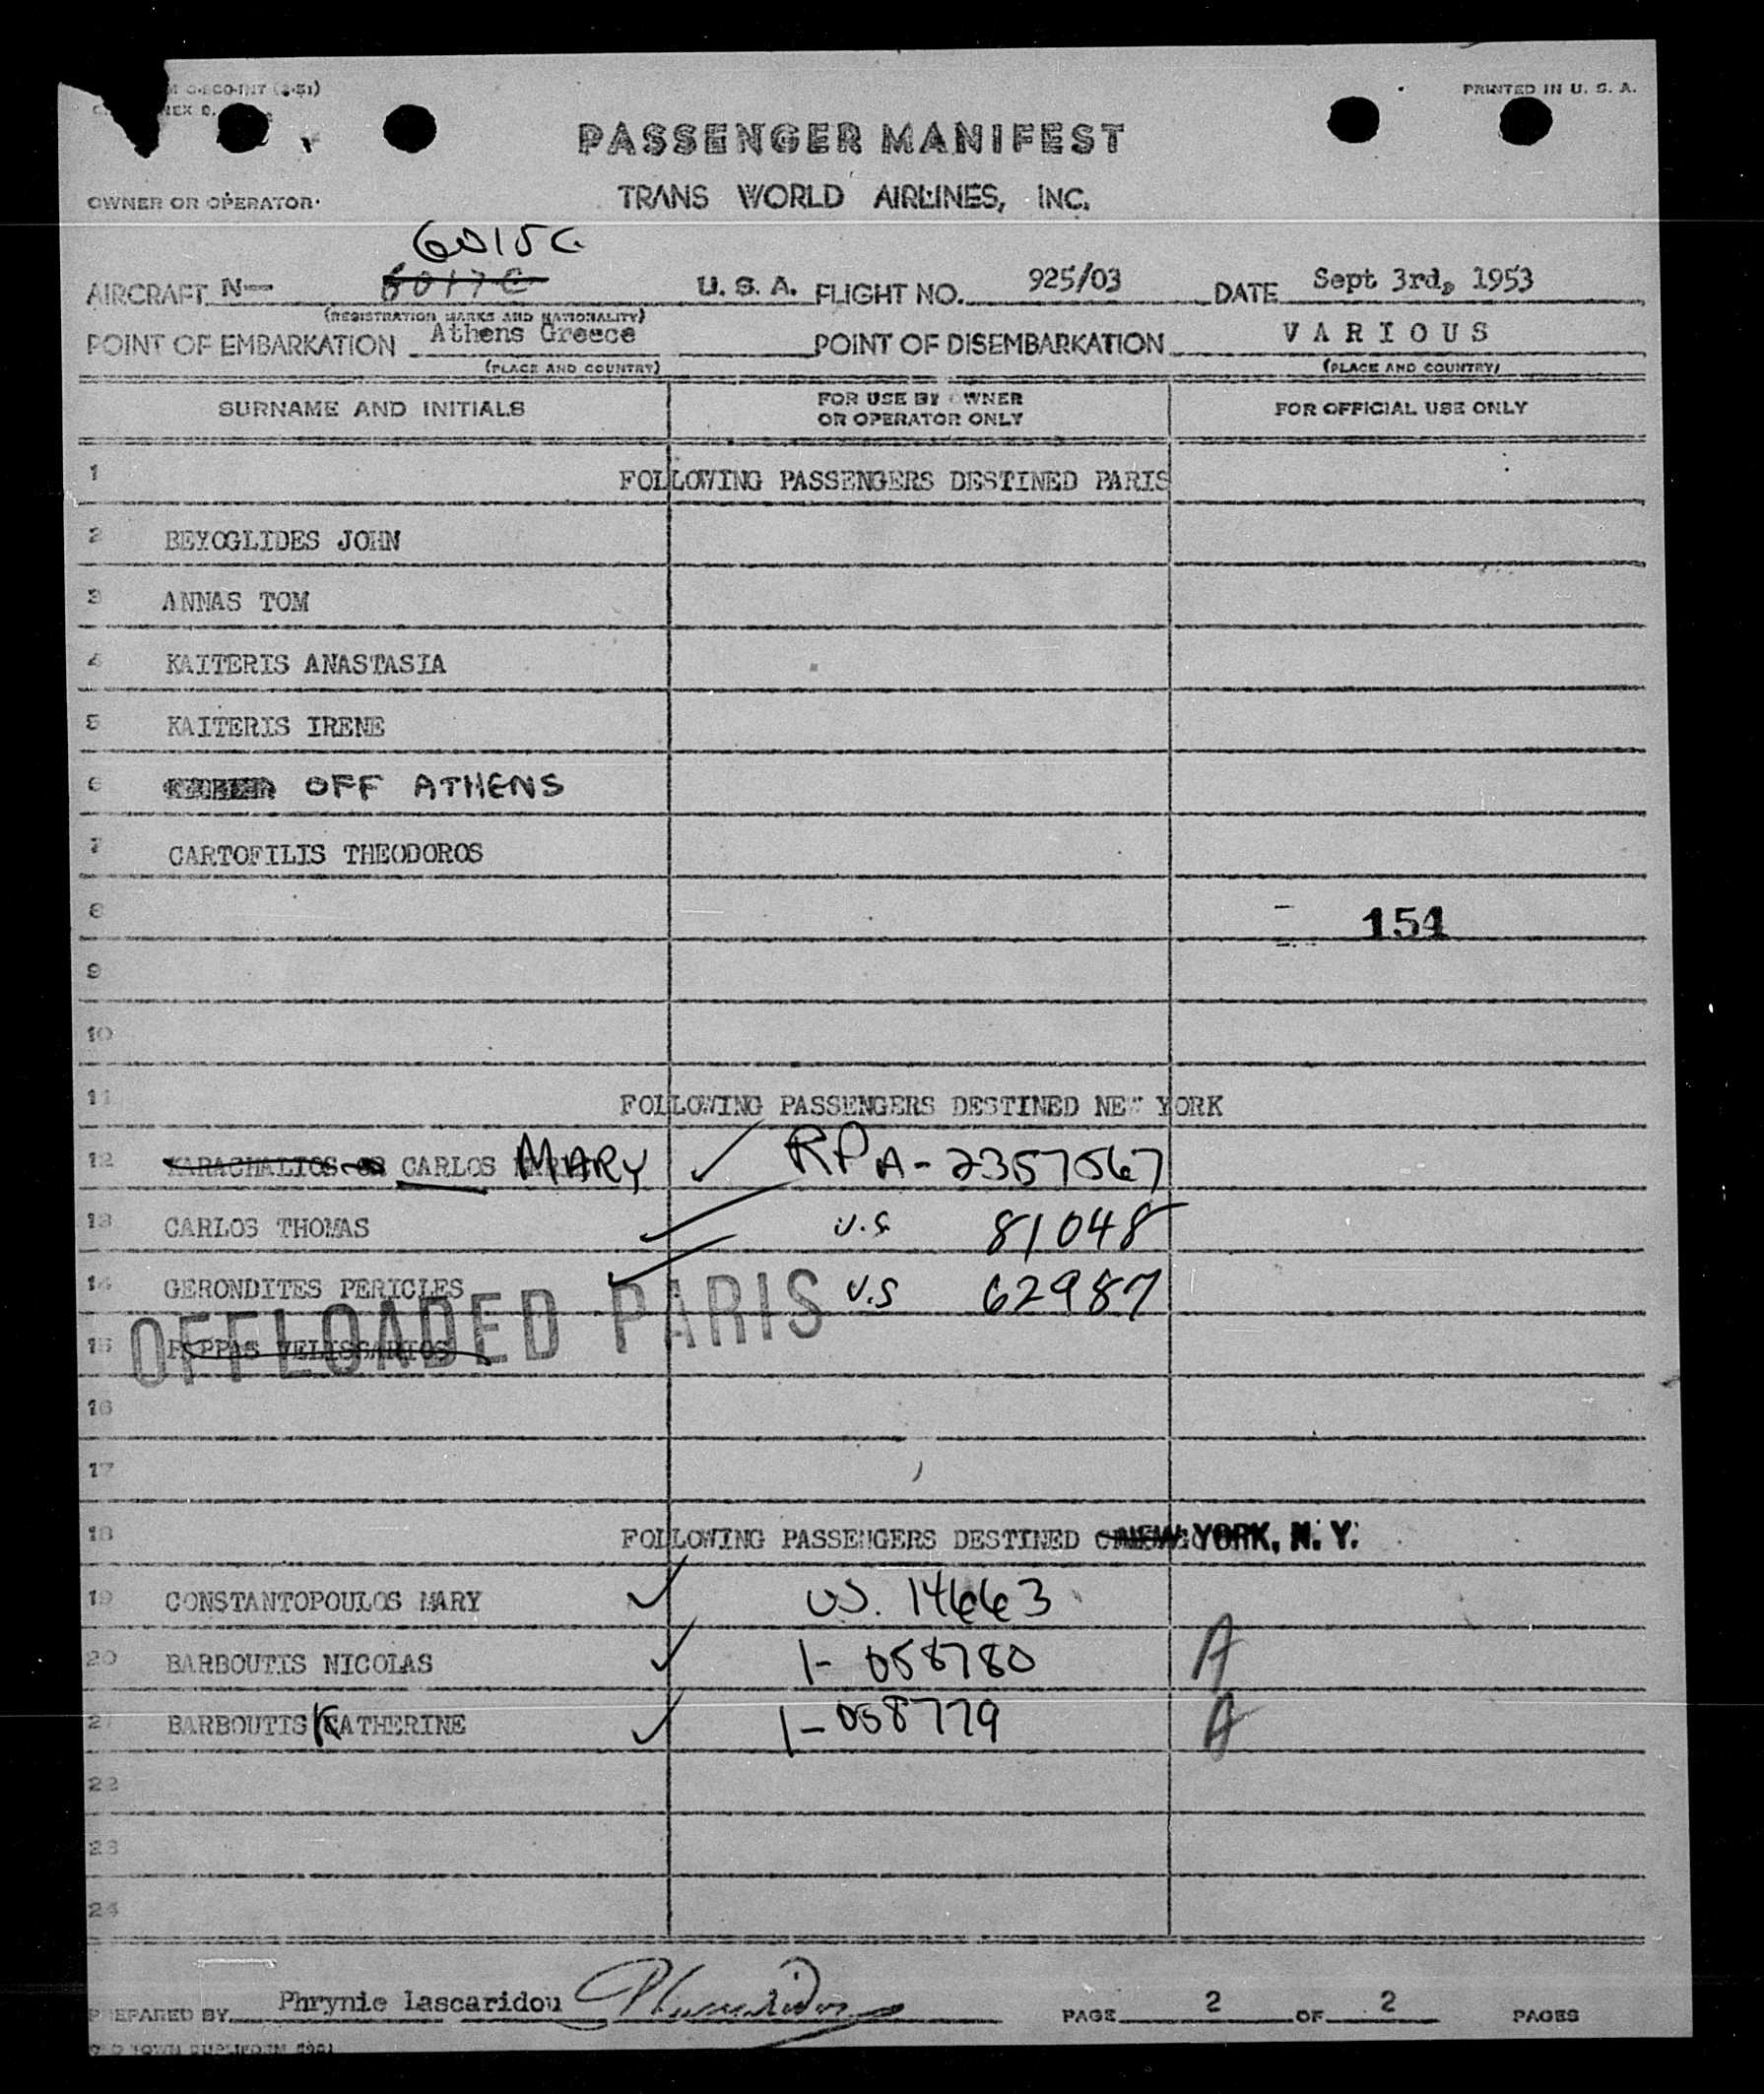 PRINTED IN U. S. A.
PASSENGER MANIFEST
OWNER OR OPERATOR
TRANS WORLD AIRLINES, INC.
6015C
AIRCRAFT N— 6017C U. S. A. FLIGHT NO. 925/03 DATE Sept 3rd, 1953
(REGISTRATION MARKS AND NATIONALITY)
POINT OF EMBARKATION Athens Greece POINT OF DISEMBARKATION VARIOUS
(PLACE AND COUNTRY) (PLACE AND COUNTRY)
SURNAME AND INITIALS FOR USE BY OWNER OR OPERATOR ONLY FOR OFFICIAL USE ONLY
1 FOLLOWING PASSENGERS DESTINED PARIS
2 BEYOGLIDES JOHN
3 ANNAS TOM
4 KAITERIS ANASTASIA
5 KAITERIS IRENE
6 OFF ATHENS
7 CARTOFILIS THEODOROS
8 154
9
10
11 FOLLOWING PASSENGERS DESTINED NEW YORK
12 KARACHALIOS OR CARLOS MARY RPA-2357567
13 CARLOS THOMAS U.S 81048
14 GERONDITES PERICLES U.S 62987
OFFLOADED PARIS
15 PAPPAS VELISSARIOS
16
17
18 FOLLOWING PASSENGERS DESTINED NEW YORK, N. Y.
19 CONSTANTOPOULOS MARY US. 14663
20 BARBOUTIS NICOLAS 1-058780 A
21 BARBOUTIS KATHERINE 1-058779 A
22
23
24
PREPARED BY Phrynie Lascaridou PAGE 2 OF 2 PAGES